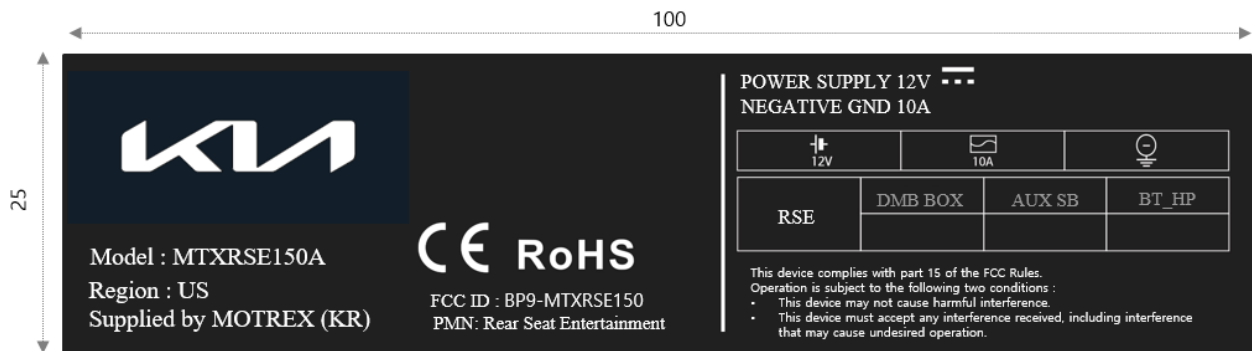 100
25
KIA
Model : MTXRSE150A
Region : US
Supplied by MOTREX (KR)
CE RoHS
FCC ID : BP9-MTXRSE150
PMN: Rear Seat Entertainment
POWER SUPPLY 12V
NEGATIVE GND 10A
12V
10A
RSE
DMB BOX
AUX SB
BT_HP
This device complies with part 15 of the FCC Rules.
Operation is subject to the following two conditions :
• This device may not cause harmful interference.
• This device must accept any interference received, including interference
that may cause undesired operation.